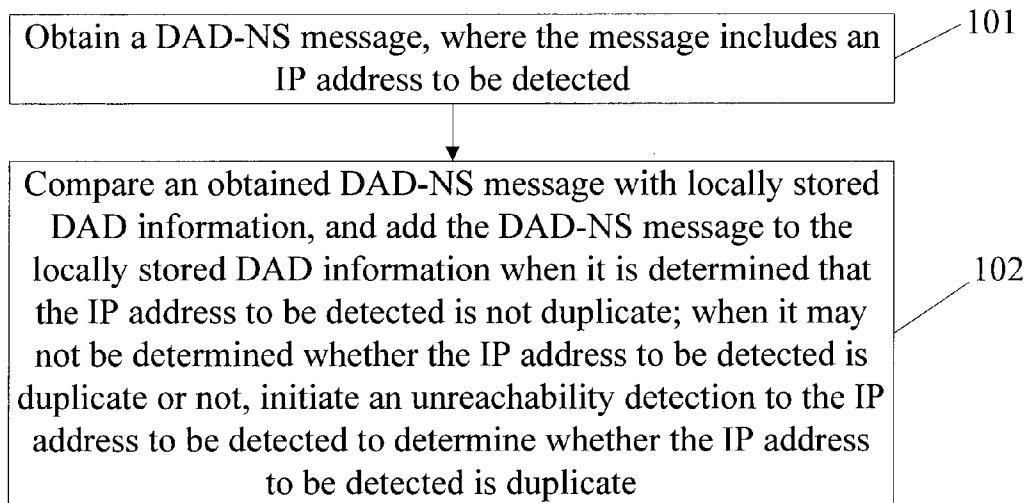 Obtain a DAD-NS message, where the message includes an
IP address to be detected
101
Compare an obtained DAD-NS message with locally stored
DAD information, and add the DAD-NS message to the
locally stored DAD information when it is determined that
the IP address to be detected is not duplicate; when it may
not be determined whether the IP address to be detected is
duplicate or not, initiate an unreachability detection to the IP
address to be detected to determine whether the IP address
to be detected is duplicate
102